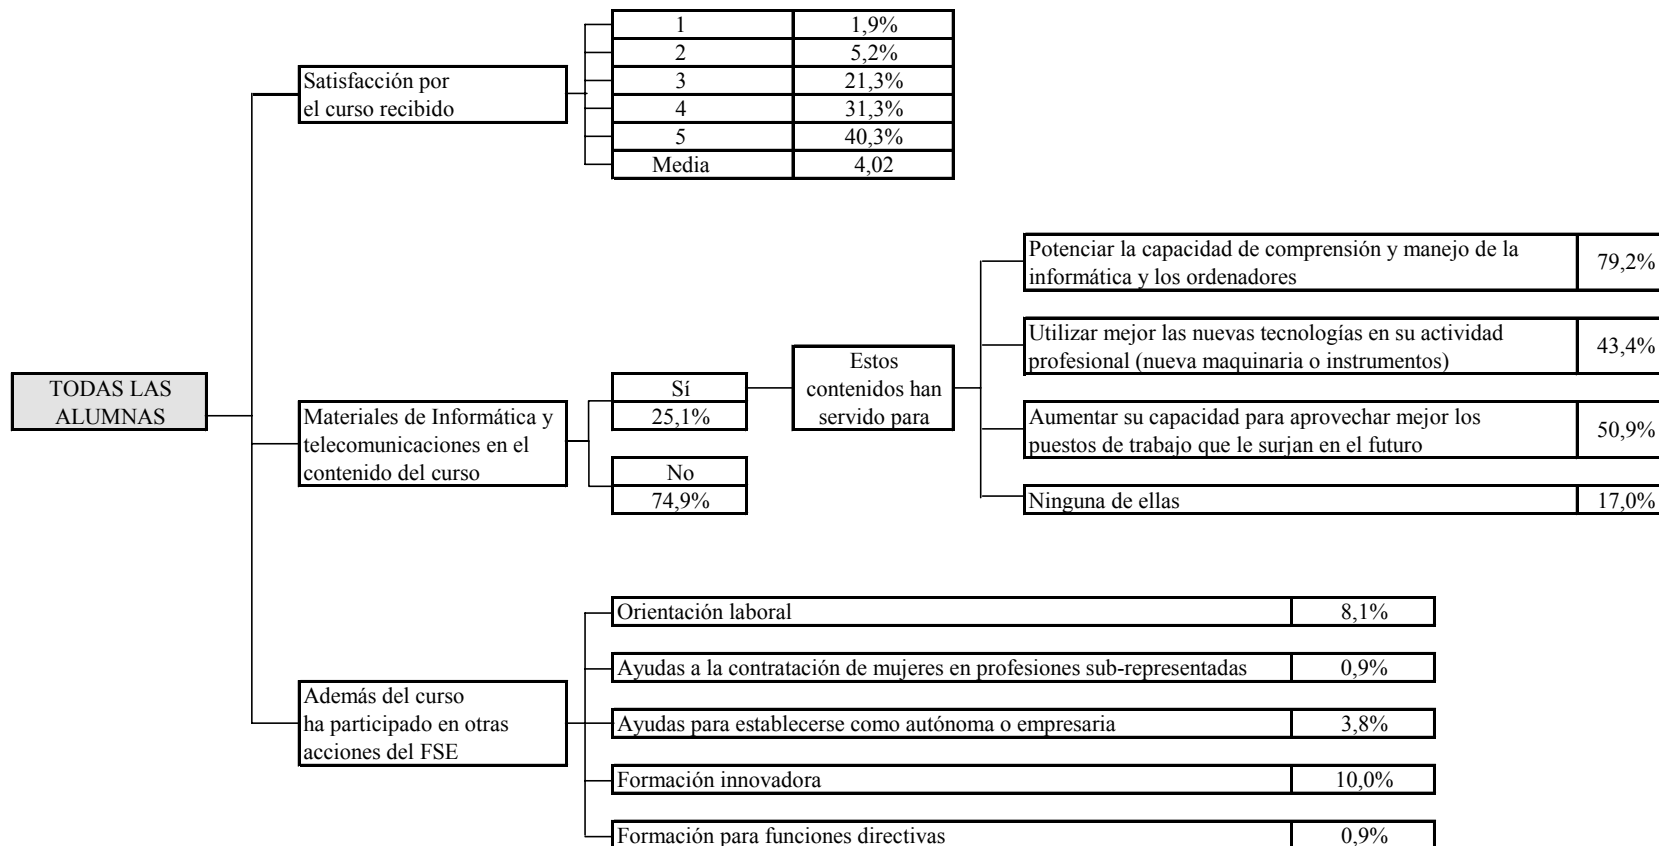 1 1,9%
2 5,2%
3 21,3%
4 31,3%
5 40,3%
Media 4,02
Satisfacción por
el curso recibido
TODAS LAS
ALUMNAS
Materiales de Informática y
telecomunicaciones en el
contenido del curso
Sí
25,1%
No
74,9%
Estos
contenidos han
servido para
Potenciar la capacidad de comprensión y manejo de la
informática y los ordenadores
79,2%
Utilizar mejor las nuevas tecnologías en su actividad
profesional (nueva maquinaria o instrumentos)
43,4%
Aumentar su capacidad para aprovechar mejor los
puestos de trabajo que le surjan en el futuro
50,9%
Ninguna de ellas 17,0%
Además del curso
ha participado en otras
acciones del FSE
Orientación laboral 8,1%
Ayudas a la contratación de mujeres en profesiones sub-representadas 0,9%
Ayudas para establecerse como autónoma o empresaria 3,8%
Formación innovadora 10,0%
Formación para funciones directivas 0,9%